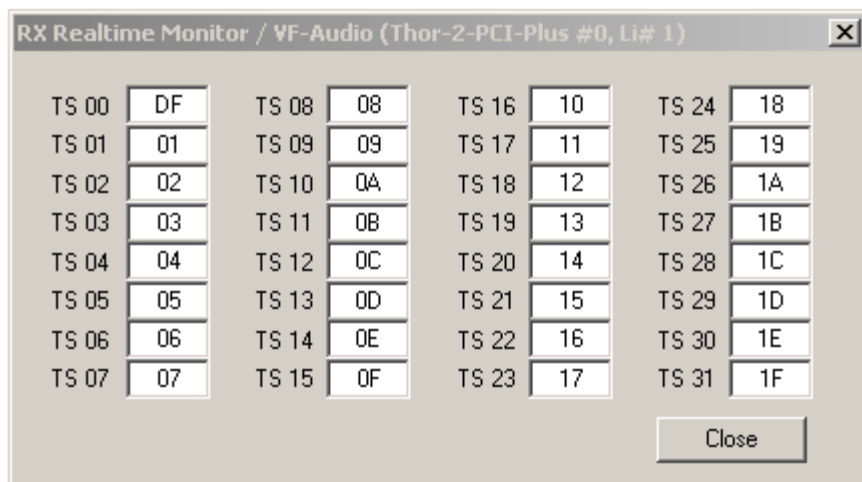 RX Realtime Monitor / VF-Audio (Thor-2-PCI-Plus #0, Li# 1)
TS 00 DF TS 08 08 TS 16 10 TS 24 18
TS 01 01 TS 09 09 TS 17 11 TS 25 19
TS 02 02 TS 10 0A TS 18 12 TS 26 1A
TS 03 03 TS 11 0B TS 19 13 TS 27 1B
TS 04 04 TS 12 0C TS 20 14 TS 28 1C
TS 05 05 TS 13 0D TS 21 15 TS 29 1D
TS 06 06 TS 14 0E TS 22 16 TS 30 1E
TS 07 07 TS 15 0F TS 23 17 TS 31 1F
Close